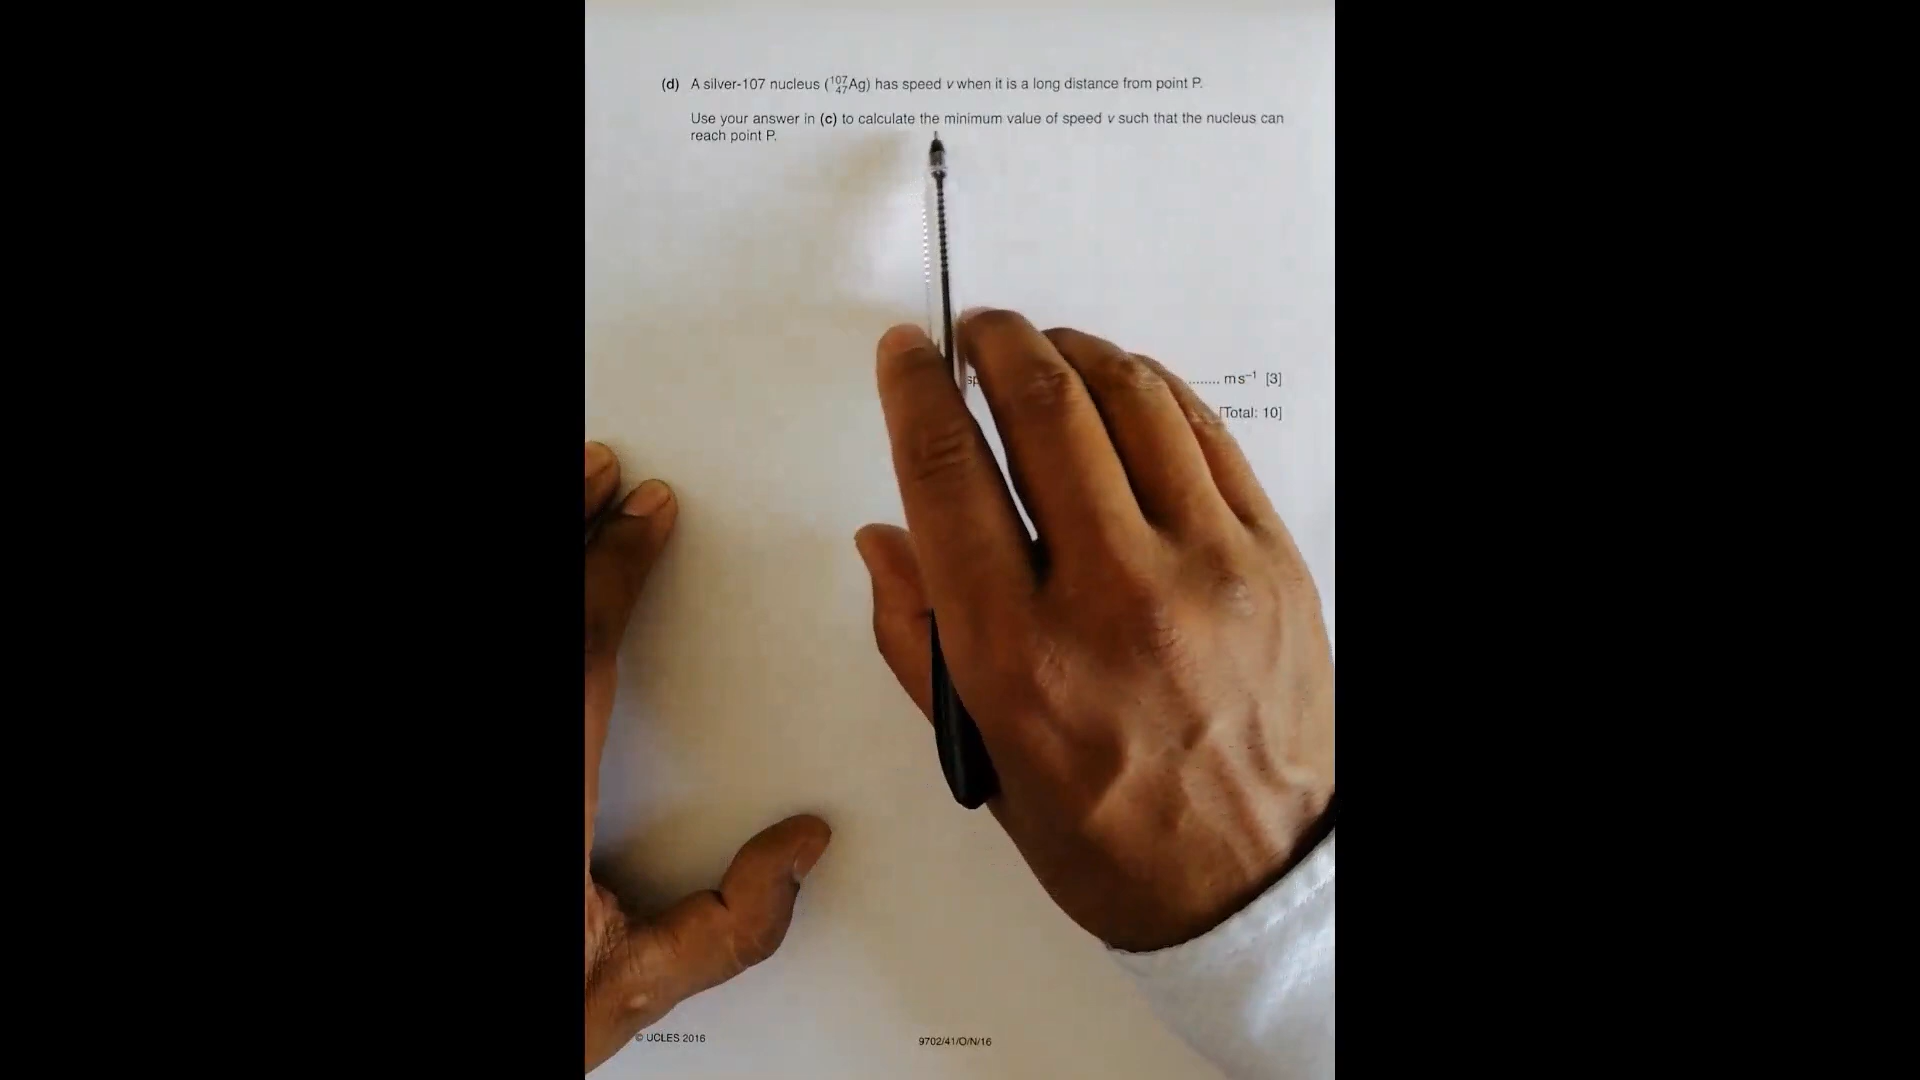 (d) A silver-107 nucleus (¹⁰⁷₄₇Ag) has speed v when it is a long distance from point P.
Use your answer in (c) to calculate the minimum value of speed v such that the nucleus can
reach point P.
........ m s⁻¹ [3]
[Total: 10]
© UCLES 2016
9702/41/O/N/16